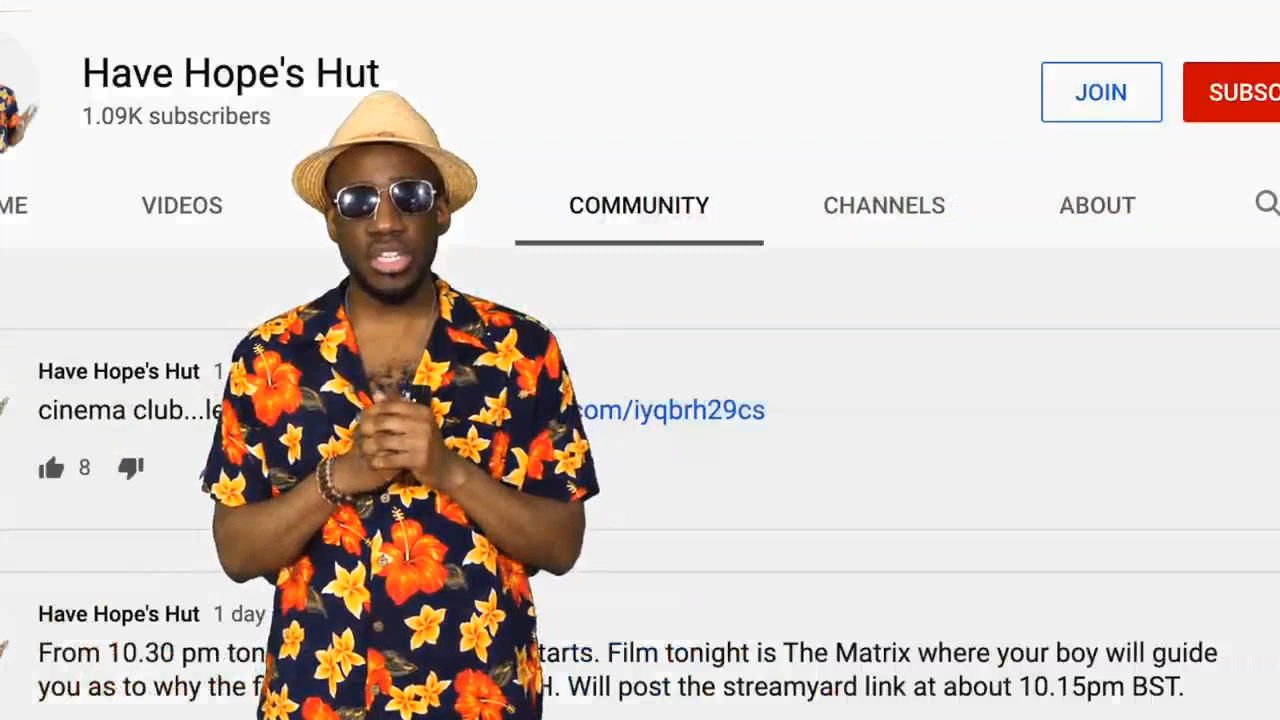 Have Hope's Hut
1.09K subscribers
JOIN
SUBSC
ME
VIDEOS
COMMUNITY
CHANNELS
ABOUT
Have Hope's Hut 1
cinema club...le com/iyqbrh29cs
8
Have Hope's Hut 1 day
From 10.30 pm ton tarts. Film tonight is The Matrix where your boy will guide
you as to why the f H. Will post the streamyard link at about 10.15pm BST.